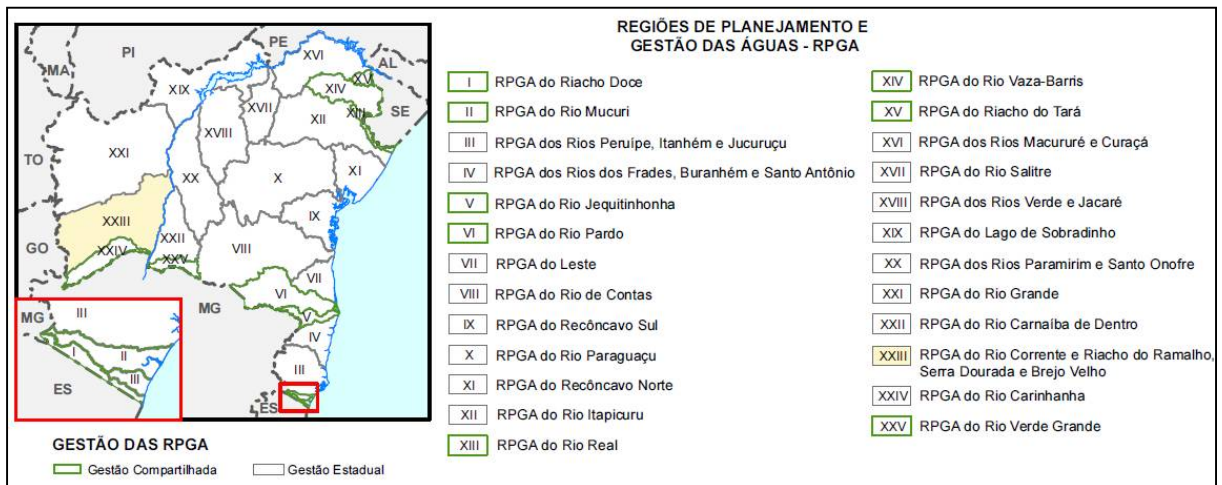 REGIÕES DE PLANEJAMENTO E
GESTÃO DAS ÁGUAS - RPGA
PI
PE
MA
AL
SE
TO
GO
MG
MG
ES
ES
XVI
XIX
XVII
XIV
XV
XVIII
XII
XIII
XXI
XX
X
XI
XXIII
IX
XXIV
XXII
VIII
XXV
VII
VI
V
IV
III
III
I
II
III
I RPGA do Riacho Doce
II RPGA do Rio Mucuri
III RPGA dos Rios Peruípe, Itanhém e Jucuruçu
IV RPGA dos Rios dos Frades, Buranhém e Santo Antônio
V RPGA do Rio Jequitinhonha
VI RPGA do Rio Pardo
VII RPGA do Leste
VIII RPGA do Rio de Contas
IX RPGA do Recôncavo Sul
X RPGA do Rio Paraguaçu
XI RPGA do Recôncavo Norte
XII RPGA do Rio Itapicuru
XIII RPGA do Rio Real
XIV RPGA do Rio Vaza-Barris
XV RPGA do Riacho do Tará
XVI RPGA dos Rios Macururé e Curaçá
XVII RPGA do Rio Salitre
XVIII RPGA dos Rios Verde e Jacaré
XIX RPGA do Lago de Sobradinho
XX RPGA dos Rios Paramirim e Santo Onofre
XXI RPGA do Rio Grande
XXII RPGA do Rio Carnaíba de Dentro
XXIII RPGA do Rio Corrente e Riacho do Ramalho,
Serra Dourada e Brejo Velho
XXIV RPGA do Rio Carinhanha
XXV RPGA do Rio Verde Grande
GESTÃO DAS RPGA
Gestão Compartilhada
Gestão Estadual